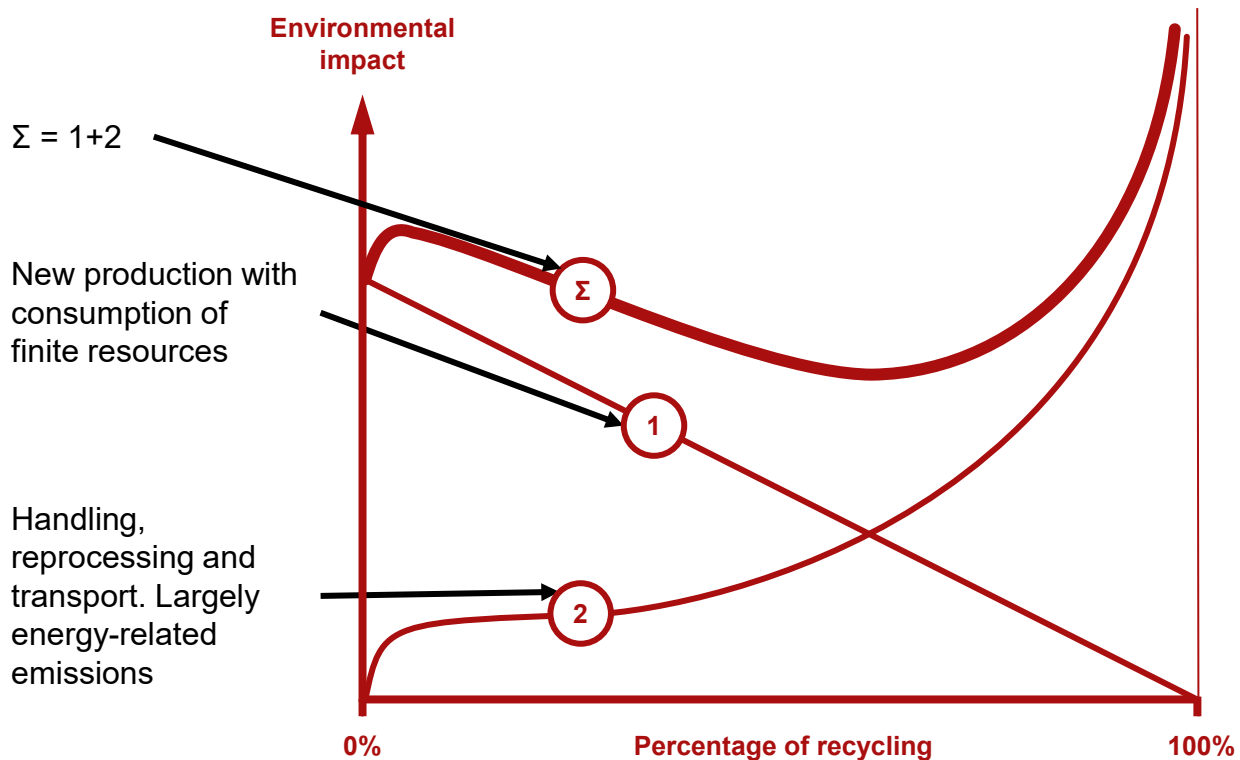 Environmental
impact
Σ = 1+2
Σ
New production with
consumption of
finite resources
1
Handling,
reprocessing and
transport. Largely
energy-related
emissions
2
0%
Percentage of recycling
100%